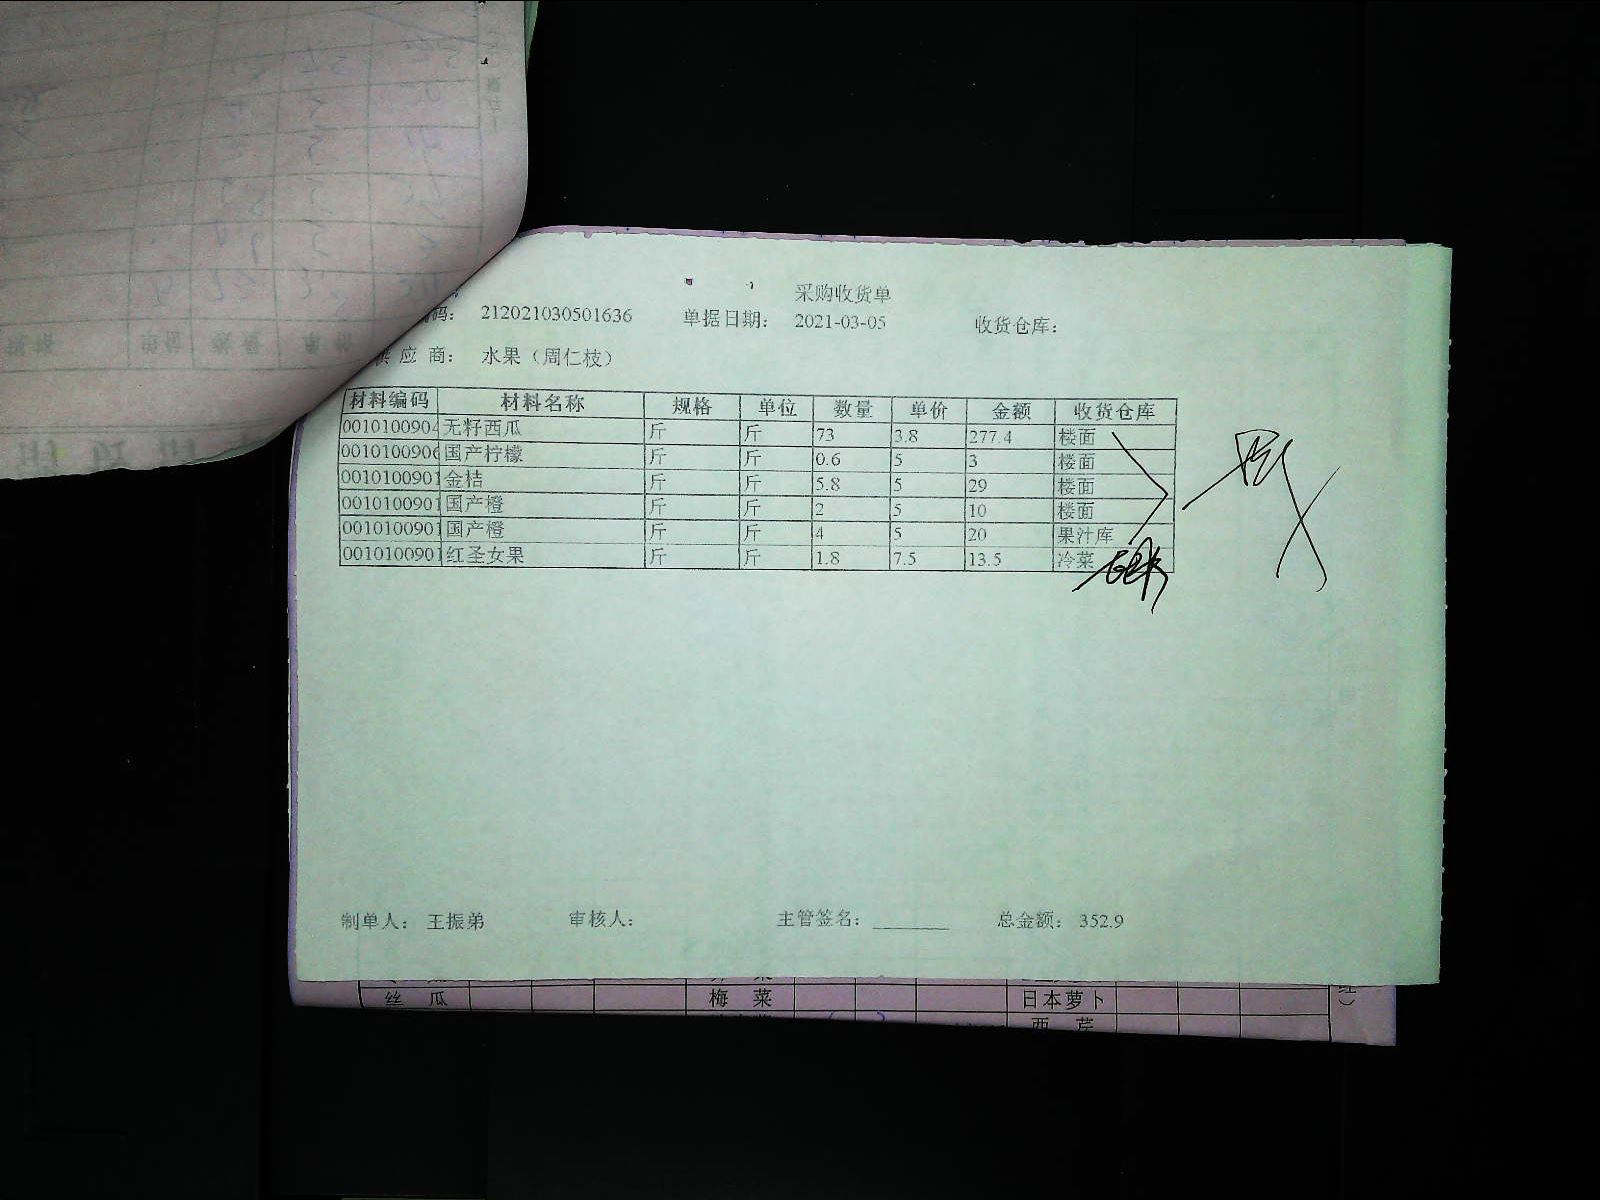 采购收货单
码： 212021030501636 单据日期： 2021-03-05 收货仓库：
供应商： 水果（周仁枝）
材料编码 材料名称 规格 单位 数量 单价 金额 收货仓库
0010100904 无籽西瓜 斤 斤 73 3.8 277.4 楼面
0010100906 国产柠檬 斤 斤 0.6 5 3 楼面
0010100901 金桔 斤 斤 5.8 5 29 楼面
0010100901 国产橙 斤 斤 2 5 10 楼面
0010100901 国产橙 斤 斤 4 5 20 果汁库
0010100901 红圣女果 斤 斤 1.8 7.5 13.5 冷菜
制单人： 王振弟 审核人： 主管签名： 总金额： 352.9
丝瓜 梅菜 日本萝卜
西芹